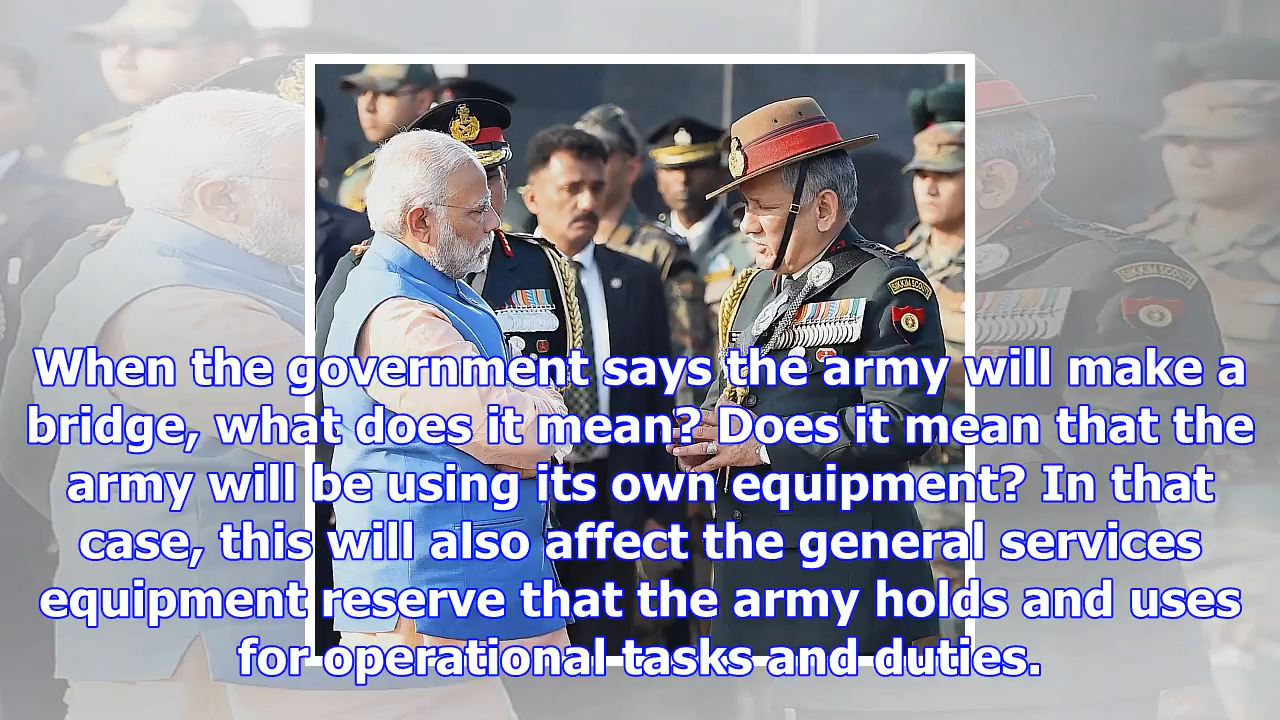 SIKKIM SCOUTS
When the government says the army will make a
bridge, what does it mean? Does it mean that the
army will be using its own equipment? In that
case, this will also affect the general services
equipment reserve that the army holds and uses
for operational tasks and duties.